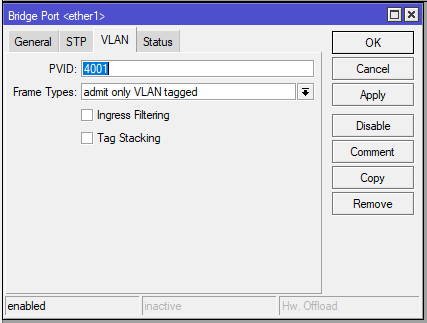 Bridge Port <ether1>
General STP VLAN Status
PVID: 4001
Frame Types: admit only VLAN tagged
Ingress Filtering
Tag Stacking
OK
Cancel
Apply
Disable
Comment
Copy
Remove
enabled inactive Hw. Offload